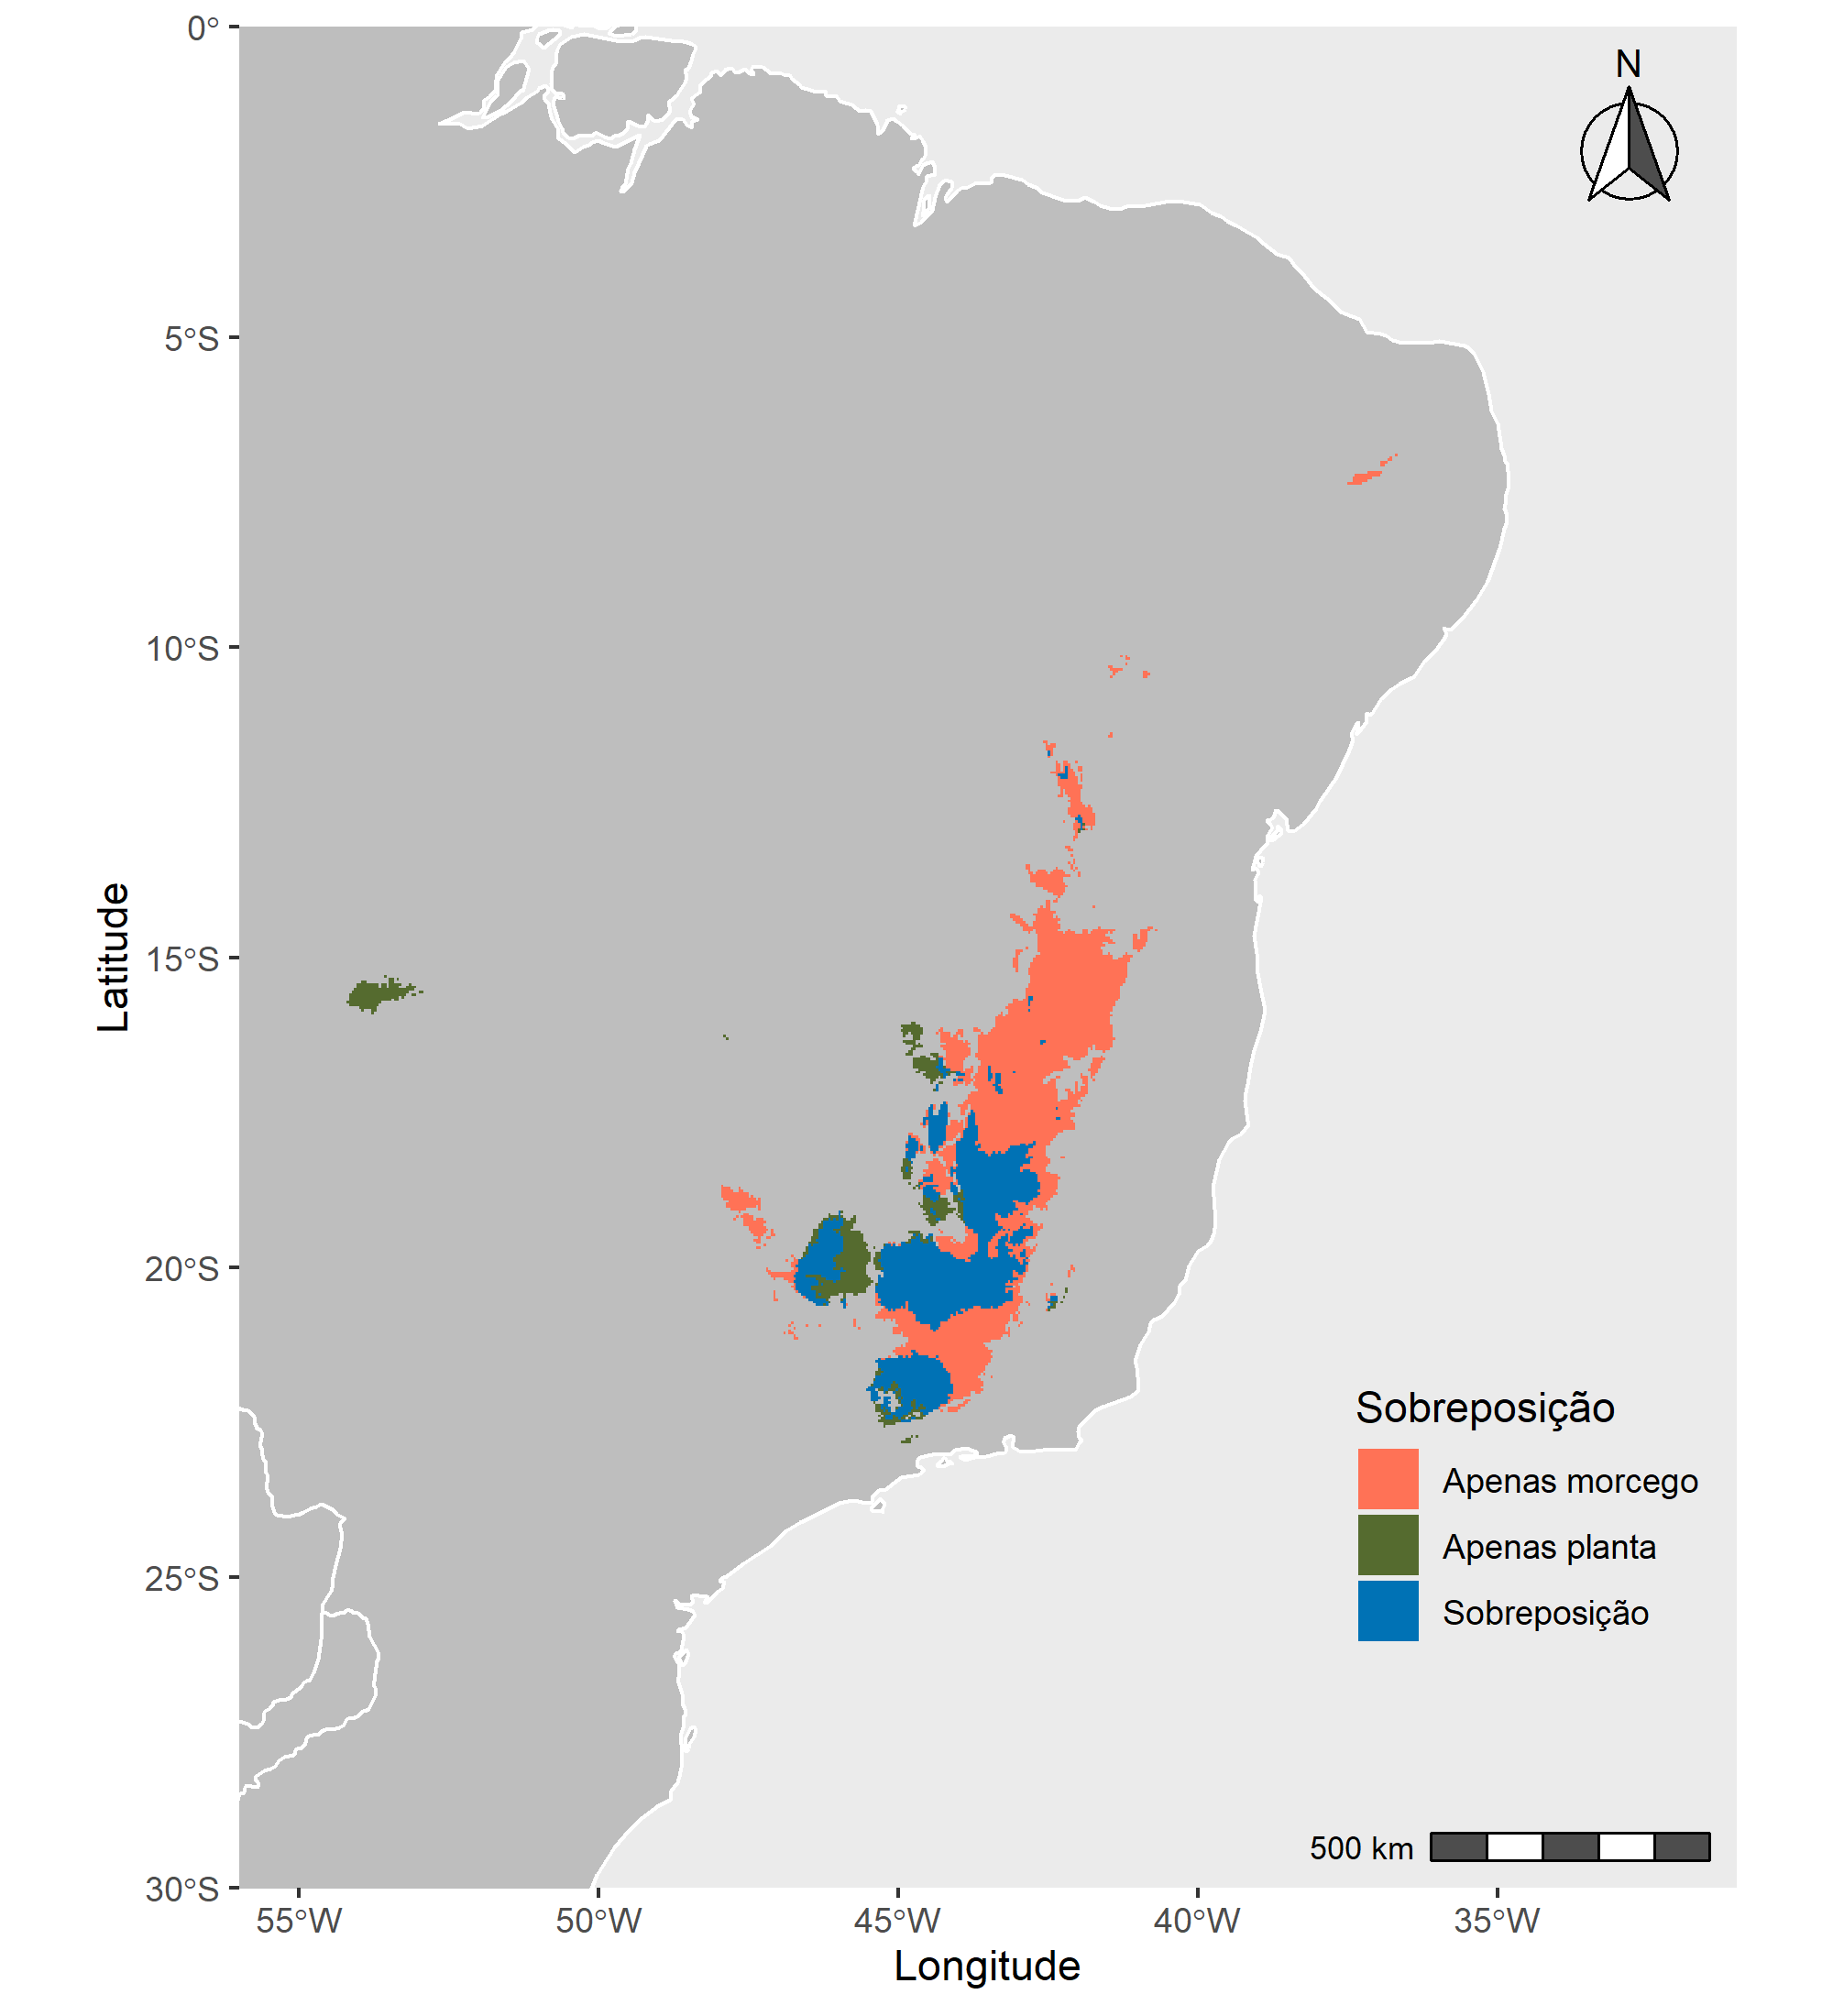 0°
N
5°S
10°S
15°S
20°S
25°S
30°S
Latitude
Sobreposição
Apenas morcego
Apenas planta
Sobreposição
500 km
55°W
50°W
45°W
40°W
35°W
Longitude